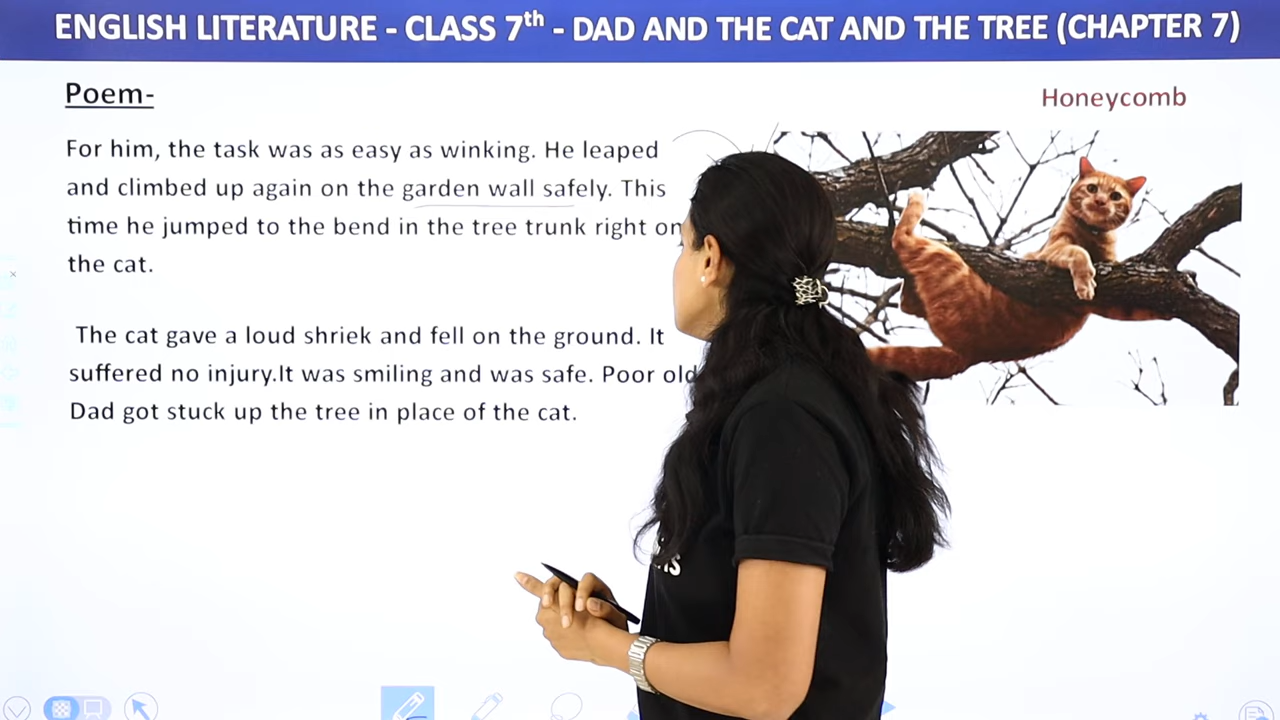 ENGLISH LITERATURE - CLASS 7th - DAD AND THE CAT AND THE TREE (CHAPTER 7)
Poem-
Honeycomb
For him, the task was as easy as winking. He leaped
and climbed up again on the garden wall safely. This
time he jumped to the bend in the tree trunk right on
the cat.
The cat gave a loud shriek and fell on the ground. It
suffered no injury.It was smiling and was safe. Poor old
Dad got stuck up the tree in place of the cat.